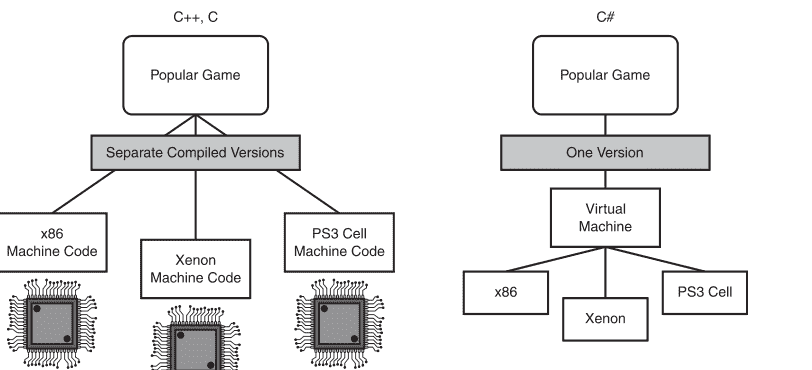 C++, C
Popular Game
Separate Compiled Versions
x86
Machine Code
Xenon
Machine Code
PS3 Cell
Machine Code
C#
Popular Game
One Version
Virtual
Machine
x86
Xenon
PS3 Cell